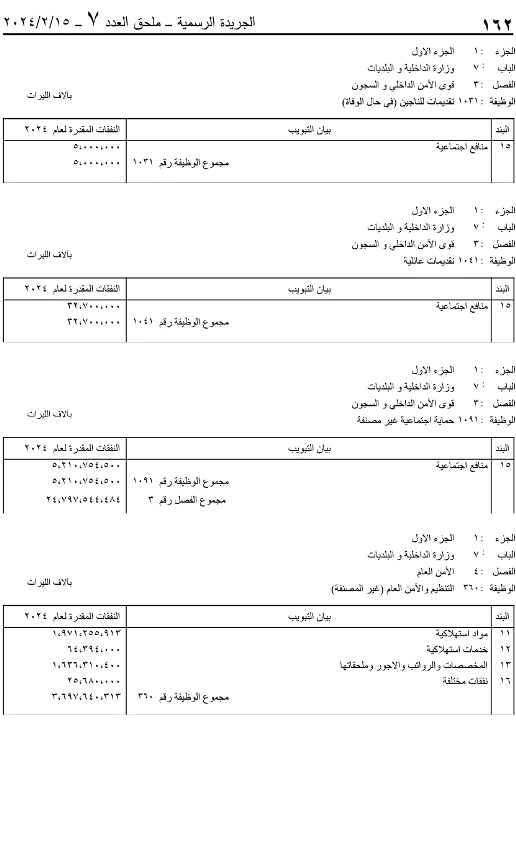 ١٦٢ الجريدة الرسمية ــ ملحق العدد ٧ ــ ٢٠٢٤/٢/١٥
الجزء : ١ الجزء الاول
الباب : ٧ وزارة الداخلية و البلديات
الفصل : ٣ قوى الأمن الداخلي و السجون
الوظيفة : ١٠٣١ تقديمات للناجين (في حال الوفاة) بآلاف الليرات
البند بيان التبويب النفقات المقدرة لعام ٢٠٢٤
١٥ منافع اجتماعية ٥،٠٠٠،٠٠٠
مجموع الوظيفة رقم ١٠٣١ ٥،٠٠٠،٠٠٠
الجزء : ١ الجزء الاول
الباب : ٧ وزارة الداخلية و البلديات
الفصل : ٣ قوى الأمن الداخلي و السجون
الوظيفة : ١٠٤١ تقديمات عائلية بآلاف الليرات
البند بيان التبويب النفقات المقدرة لعام ٢٠٢٤
١٥ منافع اجتماعية ٣٢،٧٠٠،٠٠٠
مجموع الوظيفة رقم ١٠٤١ ٣٢،٧٠٠،٠٠٠
الجزء : ١ الجزء الاول
الباب : ٧ وزارة الداخلية و البلديات
الفصل : ٣ قوى الأمن الداخلي و السجون
الوظيفة : ١٠٩١ حماية اجتماعية غير مصنفة بآلاف الليرات
البند بيان التبويب النفقات المقدرة لعام ٢٠٢٤
١٥ منافع اجتماعية ٥،٢١٠،٧٥٤،٥٠٠
مجموع الوظيفة رقم ١٠٩١ ٥،٢١٠،٧٥٤،٥٠٠
مجموع الفصل رقم ٣ ٢٤،٧٩٧،٥٤٤،٤٨٤
الجزء : ١ الجزء الاول
الباب : ٧ وزارة الداخلية و البلديات
الفصل : ٤ الأمن العام
الوظيفة : ٣٦٠ التنظيم والأمن العام (غير المصنفة) بآلاف الليرات
البند بيان التبويب النفقات المقدرة لعام ٢٠٢٤
١١ مواد استهلاكية ١،٩٧١،٢٥٥،٩١٣
١٢ خدمات استهلاكية ٦٤،٣٩٤،٠٠٠
١٣ المخصصات والرواتب والاجور وملحقاتها ١،٦٣٦،٣١٠،٤٠٠
١٦ نفقات مختلفة ٢٥،٦٨٠،٠٠٠
مجموع الوظيفة رقم ٣٦٠ ٣،٦٩٧،٦٤٠،٣١٣